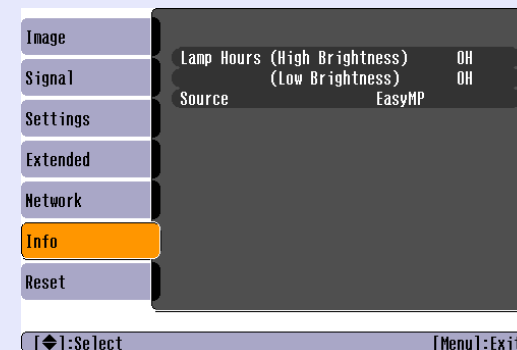 Image
Signal
Settings
Extended
Network
Info
Reset
Lamp Hours (High Brightness) 0H
(Low Brightness) 0H
Source EasyMP
[◆]:Select [Menu]:Exit